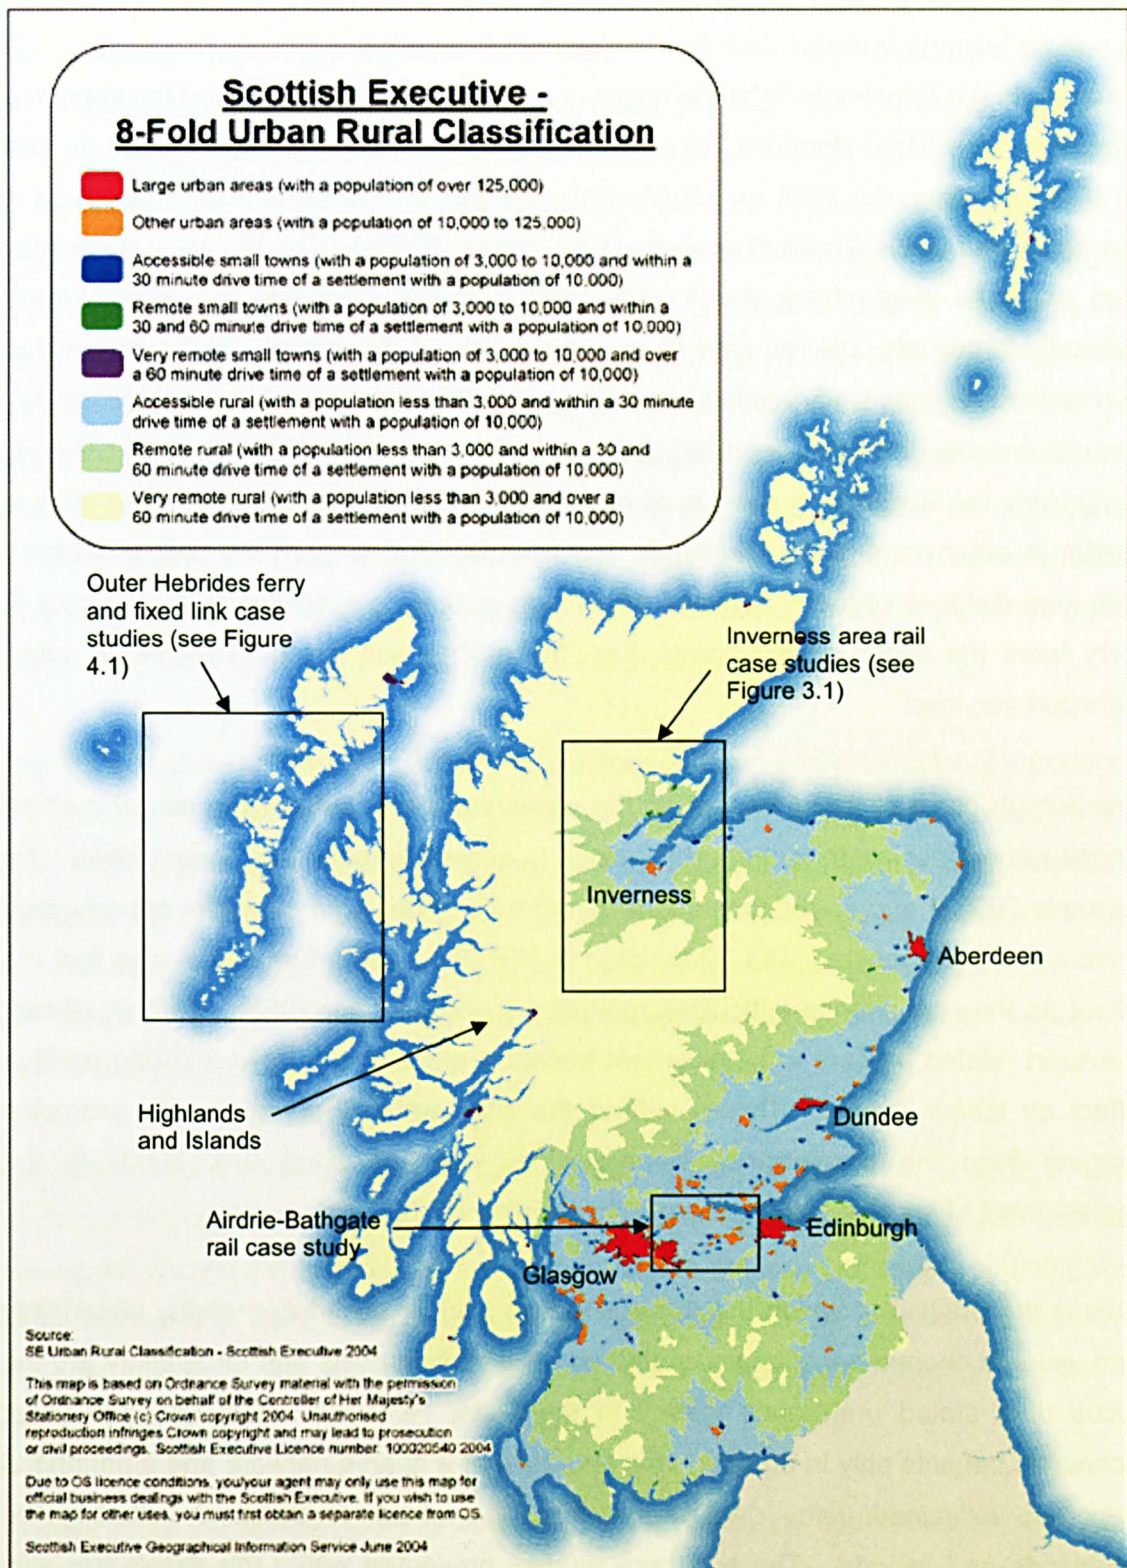 Scottish Executive -
8-Fold Urban Rural Classification
Large urban areas (with a population of over 125,000)
Other urban areas (with a population of 10,000 to 125,000)
Accessible small towns (with a population of 3,000 to 10,000 and within a
30 minute drive time of a settlement with a population of 10,000)
Remote small towns (with a population of 3,000 to 10,000 and within a
30 and 60 minute drive time of a settlement with a population of 10,000)
Very remote small towns (with a population of 3,000 to 10,000 and over
a 60 minute drive time of a settlement with a population of 10,000)
Accessible rural (with a population less than 3,000 and within a 30 minute
drive time of a settlement with a population of 10,000)
Remote rural (with a population less than 3,000 and within a 30 and
60 minute drive time of a settlement with a population of 10,000)
Very remote rural (with a population less than 3,000 and over a
60 minute drive time of a settlement with a population of 10,000)
Outer Hebrides ferry
and fixed link case
studies (see Figure
4.1)
Inverness area rail
case studies (see
Figure 3.1)
Inverness
Aberdeen
Highlands
and Islands
Dundee
Airdrie-Bathgate
rail case study
Edinburgh
Glasgow
Source:
SE Urban Rural Classification - Scottish Executive 2004
This map is based on Ordnance Survey material with the permission
of Ordnance Survey on behalf of the Controller of Her Majesty's
Stationery Office (c) Crown copyright 2004. Unauthorised
reproduction infringes Crown copyright and may lead to prosecution
or civil proceedings. Scottish Executive Licence number: 100020540 2004
Due to OS licence conditions, you/your agent may only use this map for
official business dealings with the Scottish Executive. If you wish to use
the map for other uses, you must first obtain a separate licence from OS.
Scottish Executive Geographical Information Service June 2004